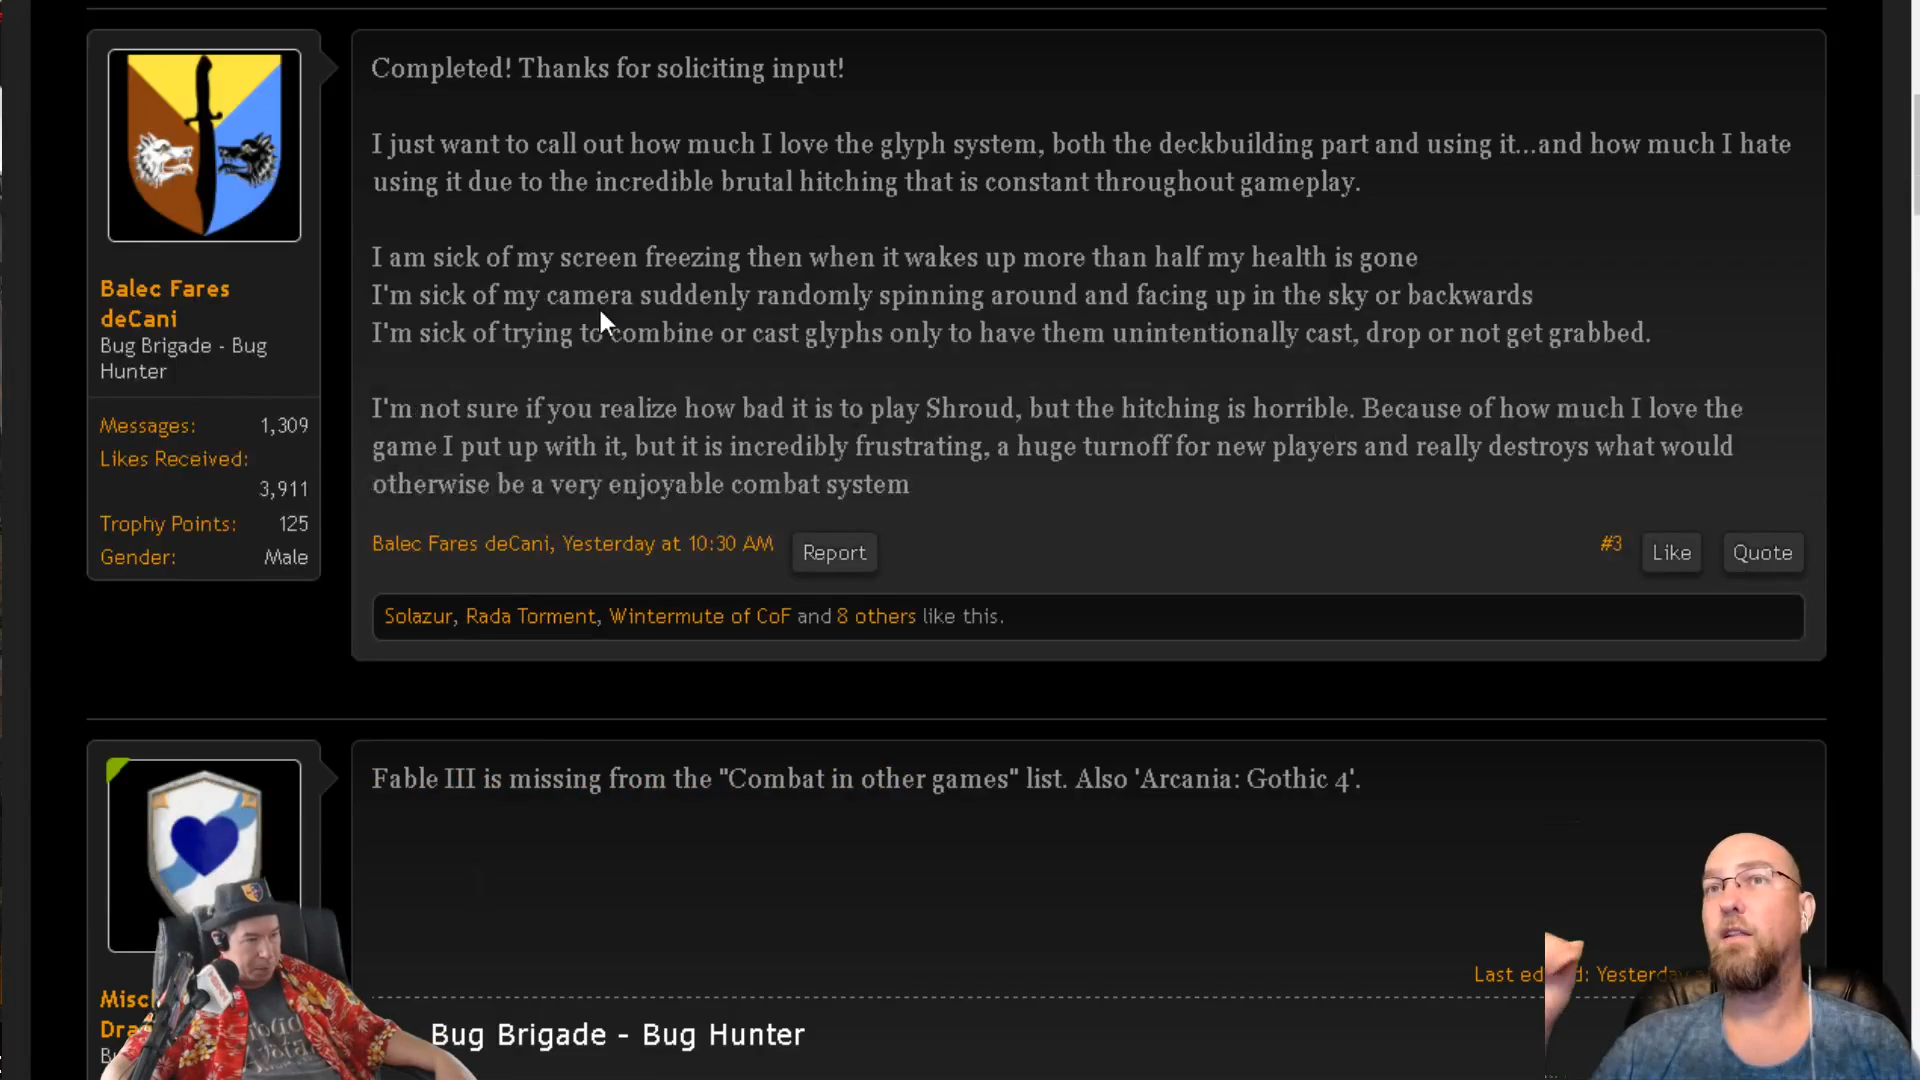 Completed! Thanks for soliciting input!
I just want to call out how much I love the glyph system, both the deckbuilding part and using it...and how much I hate
using it due to the incredible brutal hitching that is constant throughout gameplay.
I am sick of my screen freezing then when it wakes up more than half my health is gone
I'm sick of my camera suddenly randomly spinning around and facing up in the sky or backwards
I'm sick of trying to combine or cast glyphs only to have them unintentionally cast, drop or not get grabbed.
I'm not sure if you realize how bad it is to play Shroud, but the hitching is horrible. Because of how much I love the
game I put up with it, but it is incredibly frustrating, a huge turnoff for new players and really destroys what would
otherwise be a very enjoyable combat system
Balec Fares
deCani
Bug Brigade - Bug
Hunter
Messages: 1,309
Likes Received:
3,911
Trophy Points: 125
Gender: Male
Balec Fares deCani, Yesterday at 10:30 AM Report #3 Like Quote
Solazur, Rada Torment, Wintermute of CoF and 8 others like this.
Fable III is missing from the "Combat in other games" list. Also 'Arcania: Gothic 4'.
Last ed d: Yesterday
Misc
Dra
Bug Brigade - Bug Hunter